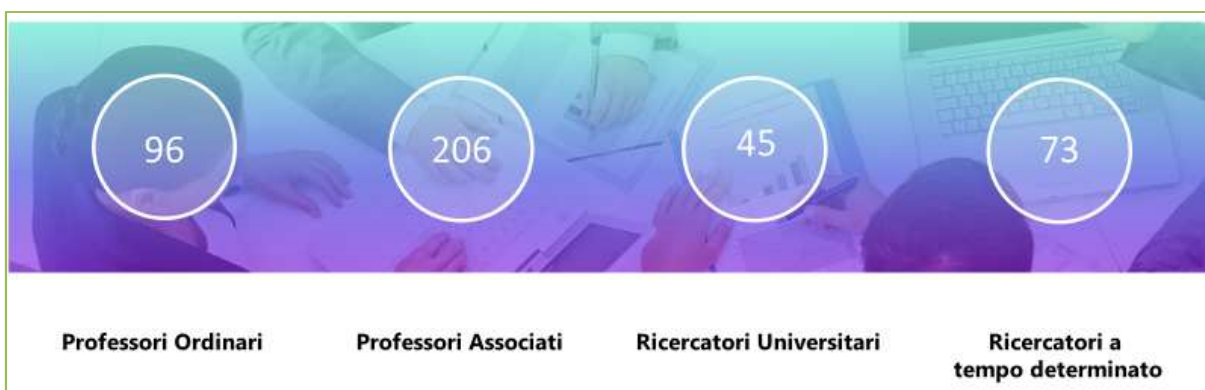 96
206
45
73
Professori Ordinari
Professori Associati
Ricercatori Universitari
Ricercatori a
tempo determinato